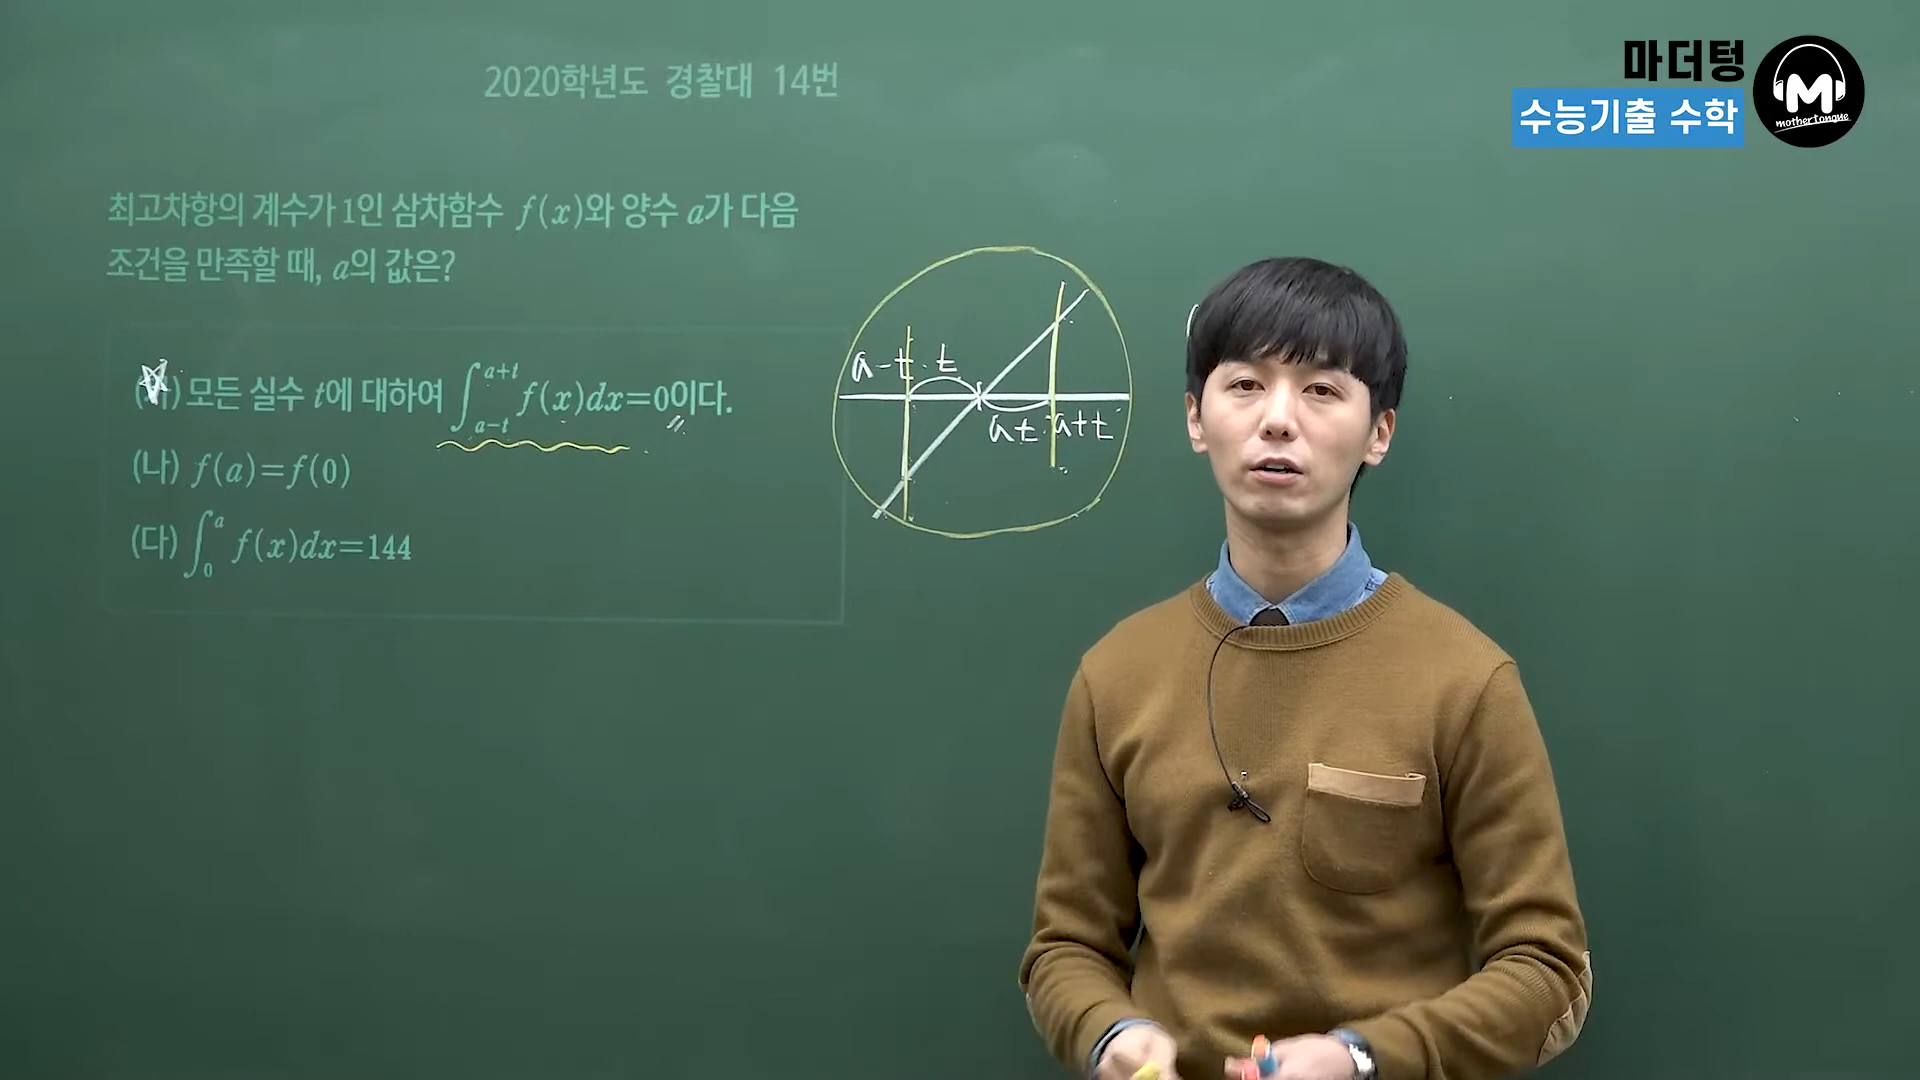 2020학년도 경찰대 14번
마더텅
수능기출 수학
M
mothertongue
최고차항의 계수가 1인 삼차함수 f(x)와 양수 a가 다음
조건을 만족할 때, a의 값은?
(가) 모든 실수 t에 대하여 ∫_{a-t}^{a+t} f(x)dx=0이다.
(나) f(a)=f(0)
(다) ∫_0^a f(x)dx=144
a-t t
a t a+t